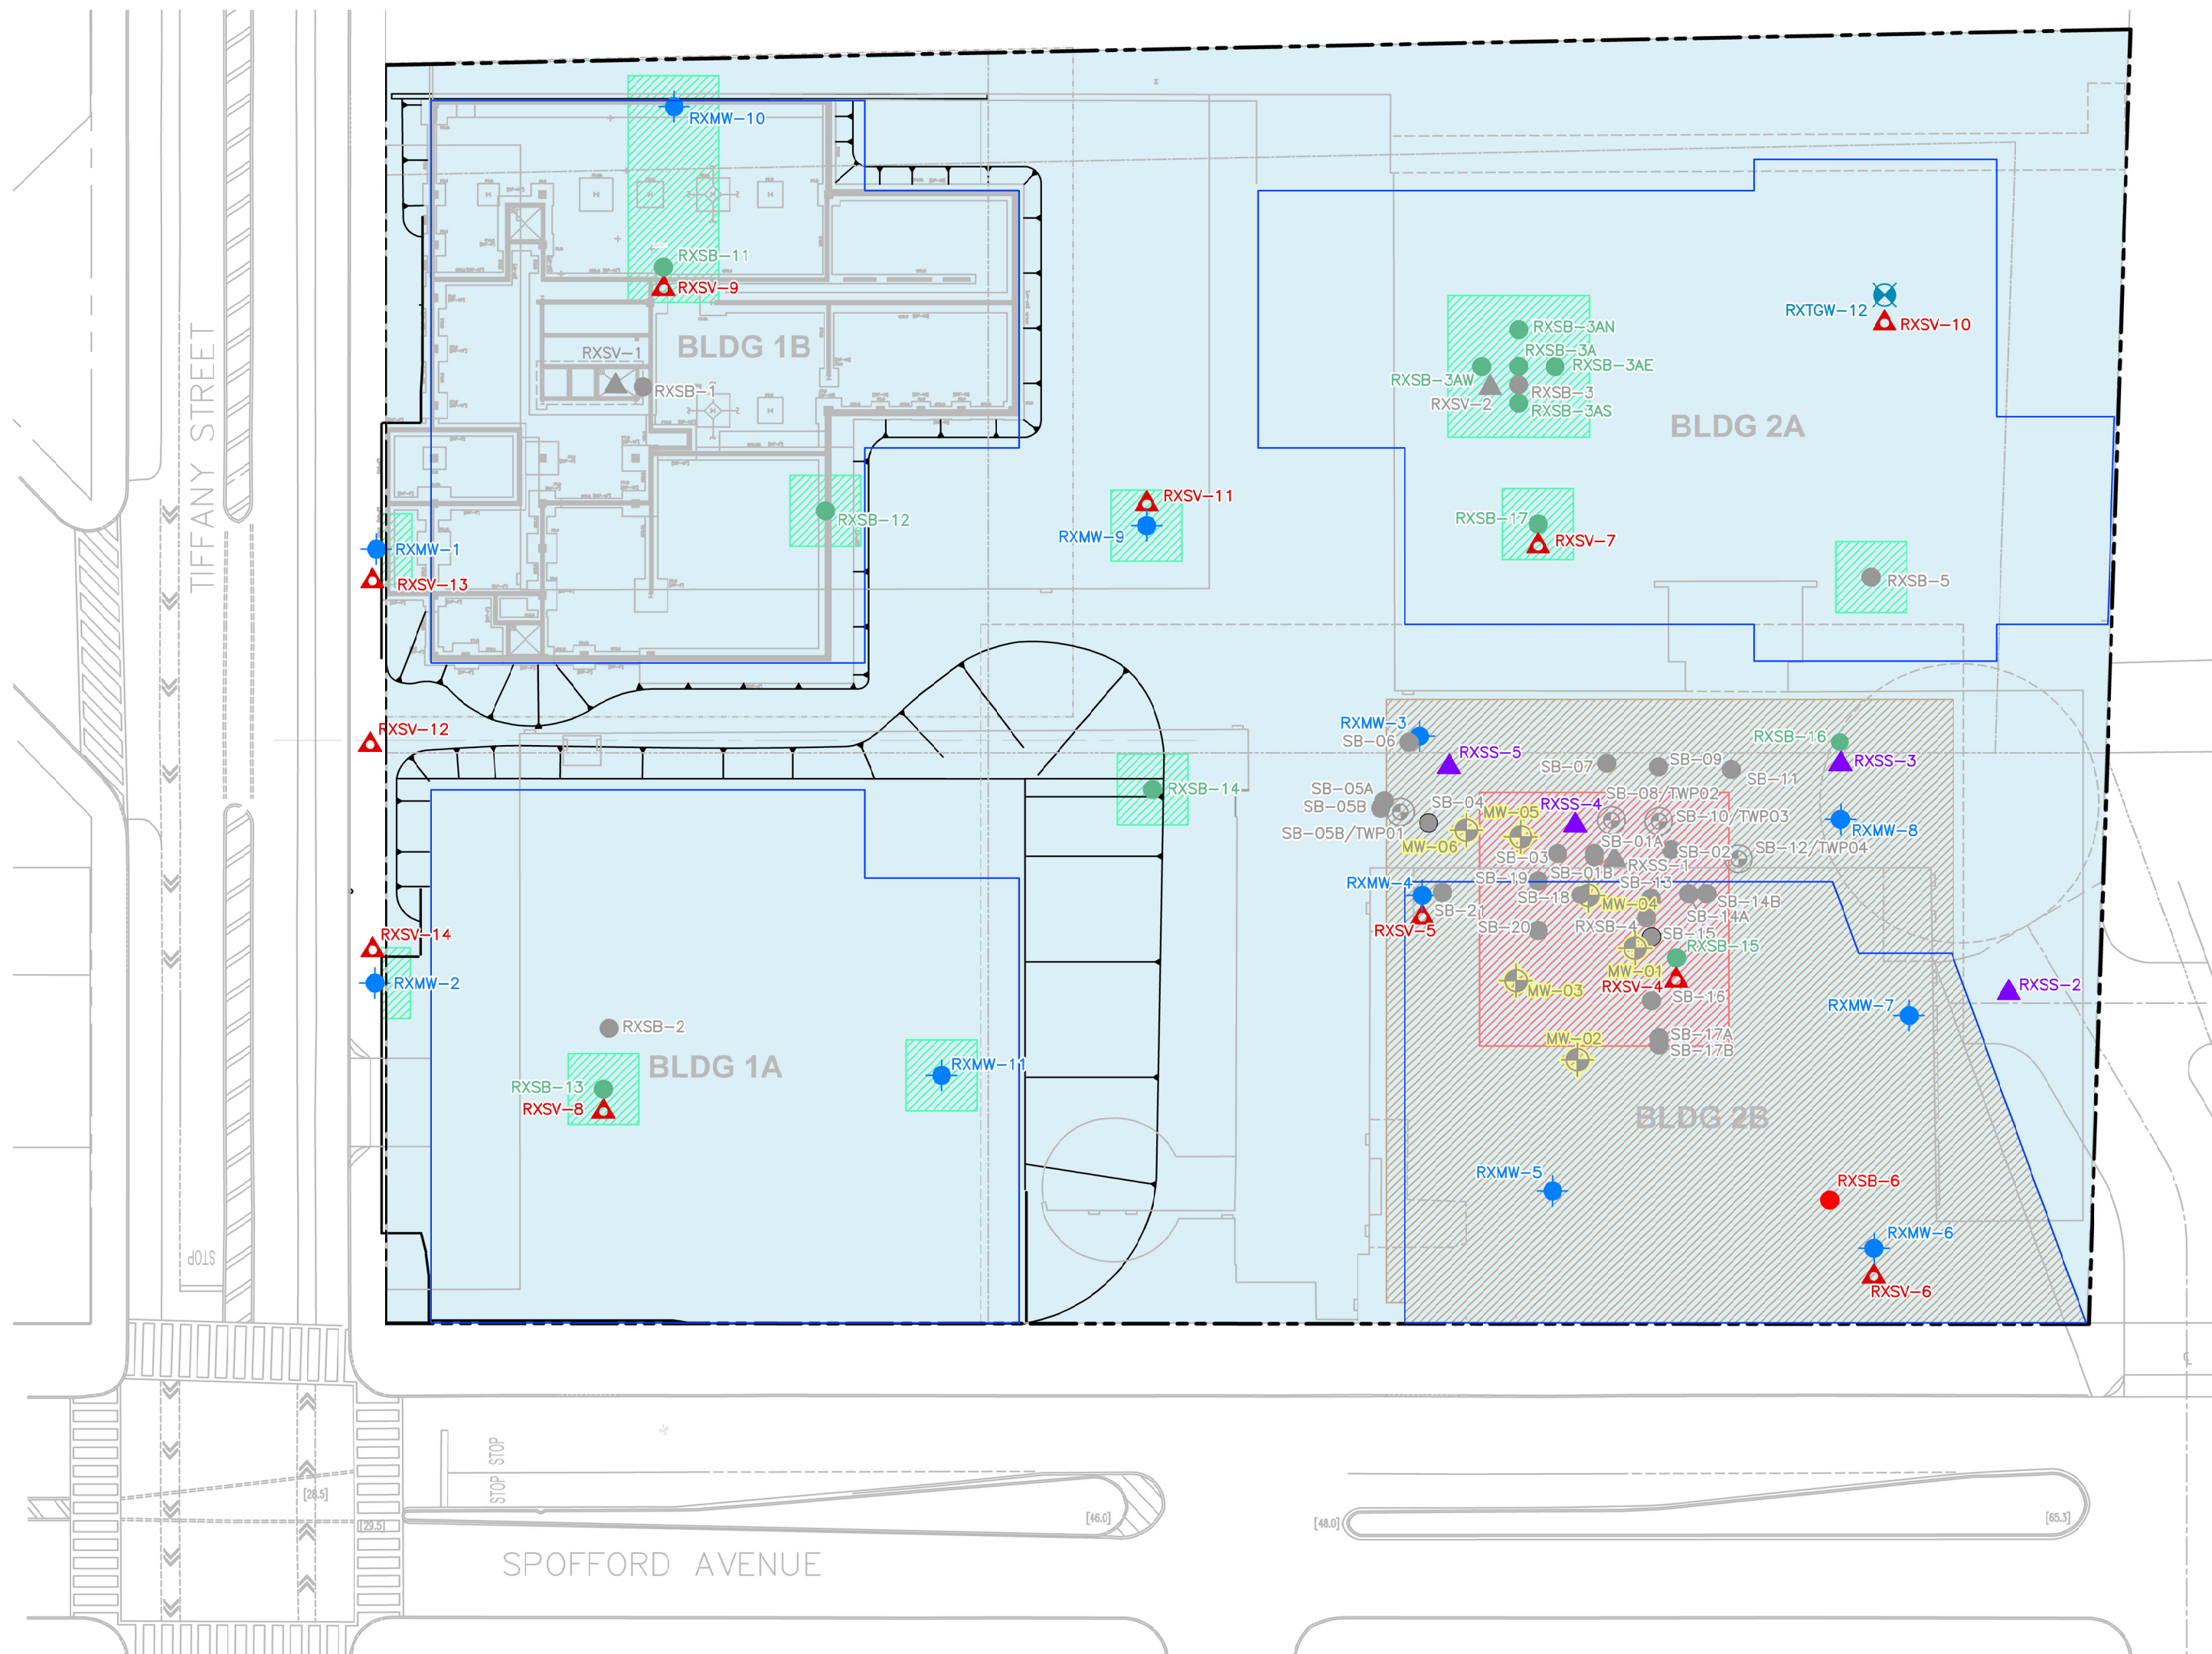 RXMW-10
RXSB-11
RXSV-9
BLDG 1B
RXSV-1
RXSB-1
RXSB-12
RXMW-1
RXSV-13
TIFFANY STREET
RXSV-11
RXMW-9
RXTGW-12
RXSV-10
RXSB-3AN
RXSB-3A
RXSB-3AE
RXSB-3AW
RXSB-3
RXSV-2
RXSB-3AS
BLDG 2A
RXSB-17
RXSV-7
RXSB-5
RXSV-12
RXSB-14
RXMW-3
SB-06
RXSS-5
SB-07
SB-09
SB-11
RXSB-16
RXSS-3
SB-05A
SB-05B
SB-04
SB-05B/TWP01
MW-06
MW-05
RXSS-4
SB-08/TWP02
SB-10/TWP03
RXMW-8
SB-03
SB-01A
SB-01B
RXSS-1
SB-02
SB-12/TWP04
RXMW-4
SB-21
RXSV-5
SB-19
SB-18
SB-13
MW-04
SB-14B
SB-14A
SB-20
RXSB-4
SB-15
RXSB-15
MW-01
RXSV-4
MW-03
SB-16
SB-17A
SB-17B
MW-02
RXSS-2
RXMW-7
RXSV-14
RXMW-2
RXSB-2
BLDG 1A
RXSB-13
RXSV-8
RXMW-11
BLDG 2B
RXMW-5
RXSB-6
RXMW-6
RXSV-6
STOP
STOP STOP
[28.5]
[29.5]
[46.0]
[48.0]
[65.3]
SPOFFORD AVENUE